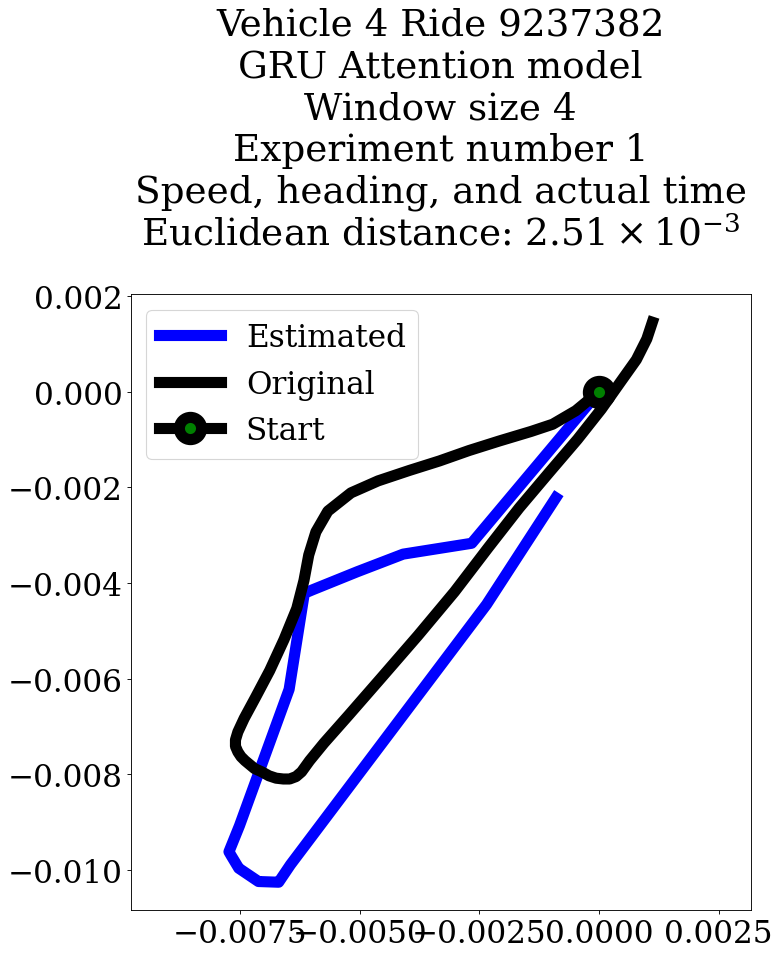 Vehicle 4 Ride 9237382
GRU Attention model
Window size 4
Experiment number 1
Speed, heading, and actual time
Euclidean distance: 2.51 × 10⁻³
0.002
0.000
−0.002
−0.004
−0.006
−0.008
−0.010
Estimated
Original
Start
−0.0075 −0.0050 −0.0025 0.0000 0.0025